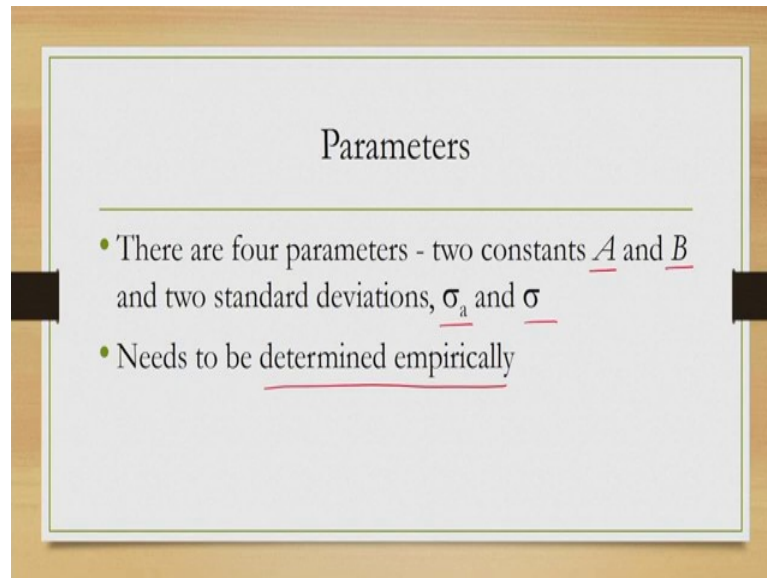 Parameters
• There are four parameters - two constants A and B
and two standard deviations, σₐ and σ
• Needs to be determined empirically